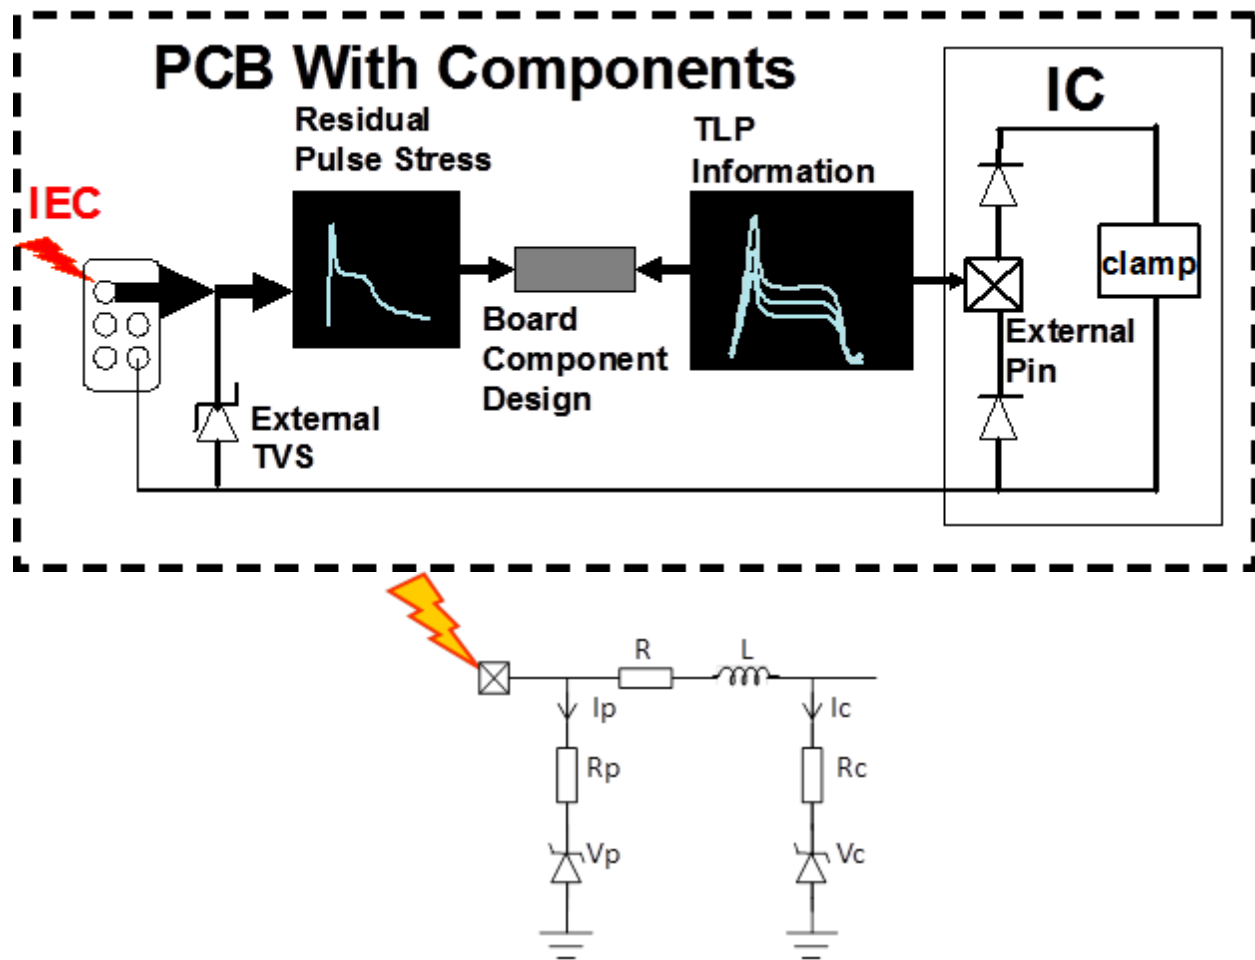 PCB With Components
IC
Residual
Pulse Stress
TLP
Information
IEC
clamp
Board
Component
Design
External
Pin
External
TVS
R
L
Ip
Ic
Rp
Rc
Vp
Vc